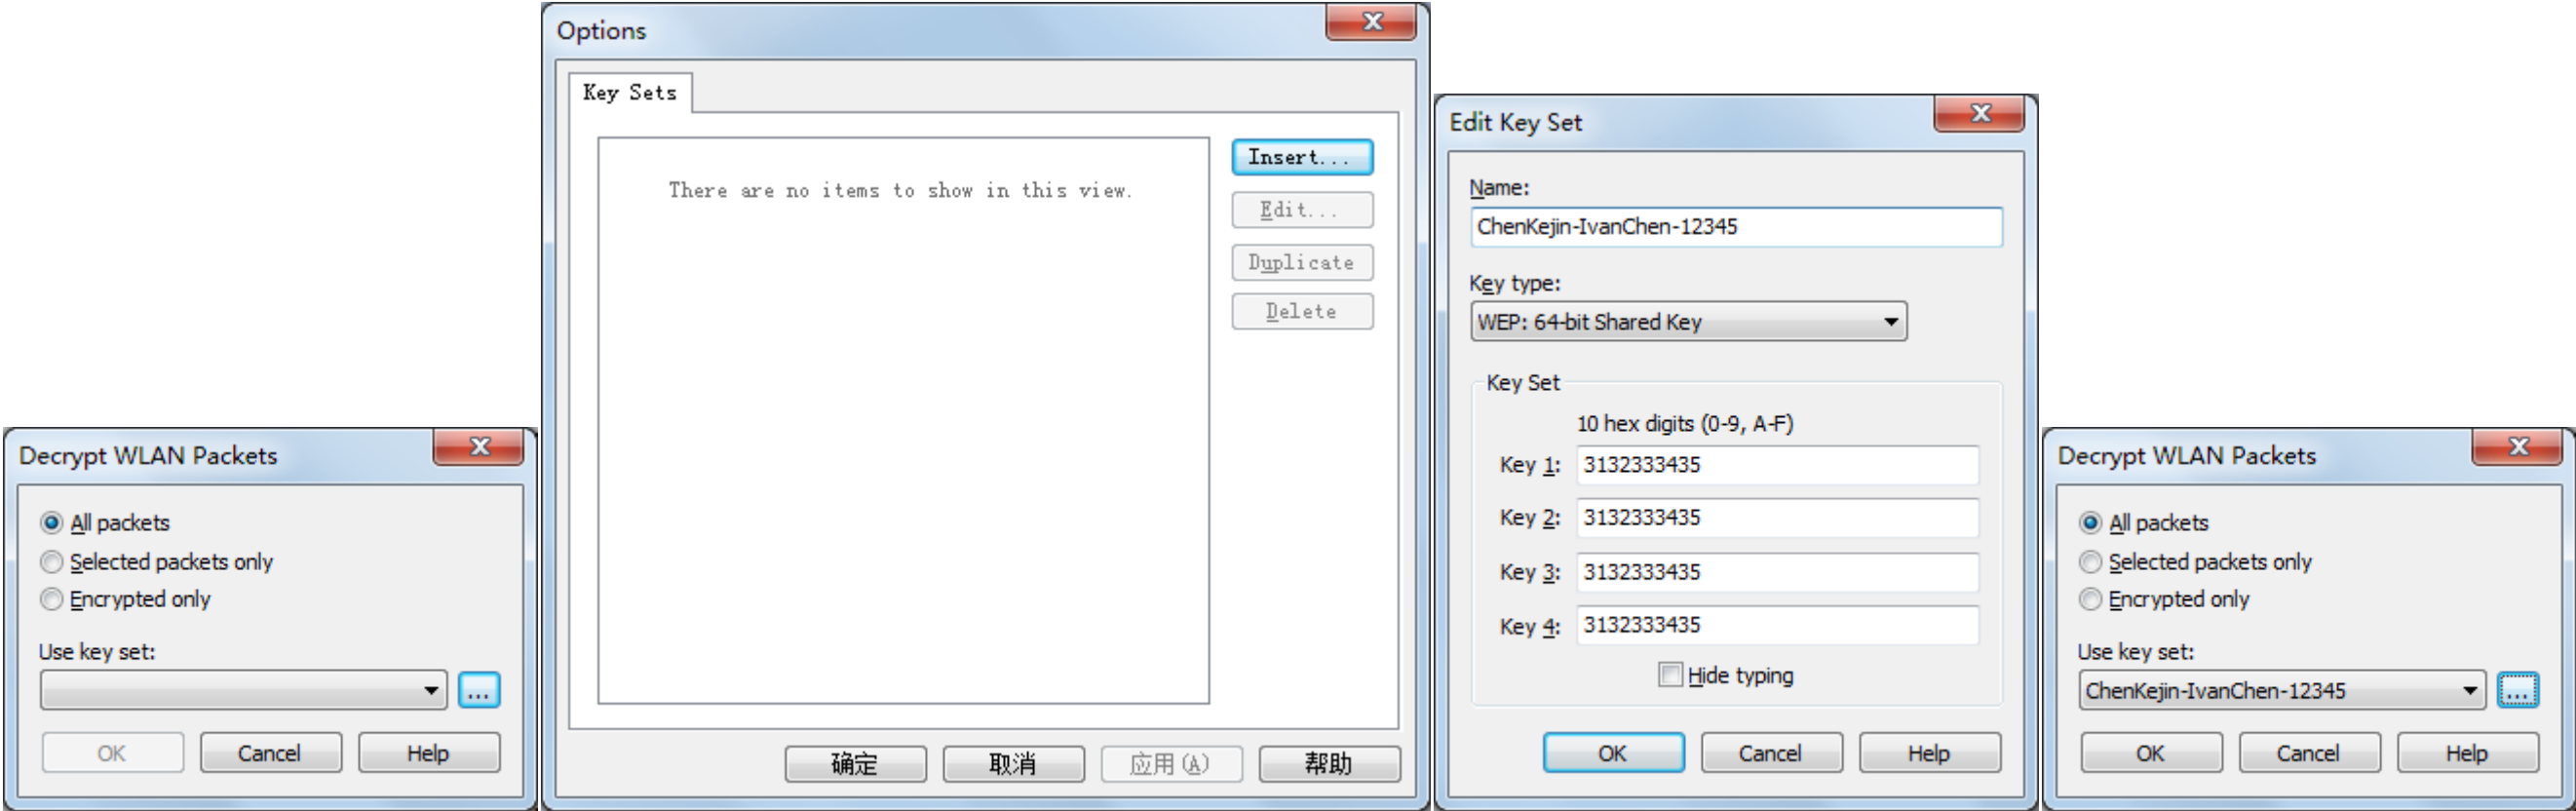 Decrypt WLAN Packets
All packets
Selected packets only
Encrypted only
Use key set:
...
OK Cancel Help
Options
Key Sets
There are no items to show in this view.
Insert...
Edit...
Duplicate
Delete
确定 取消 应用(A) 帮助
Edit Key Set
Name:
ChenKejin-IvanChen-12345
Key type:
WEP: 64-bit Shared Key
Key Set
10 hex digits (0-9, A-F)
Key 1: 3132333435
Key 2: 3132333435
Key 3: 3132333435
Key 4: 3132333435
Hide typing
OK Cancel Help
Decrypt WLAN Packets
All packets
Selected packets only
Encrypted only
Use key set:
ChenKejin-IvanChen-12345 ...
OK Cancel Help